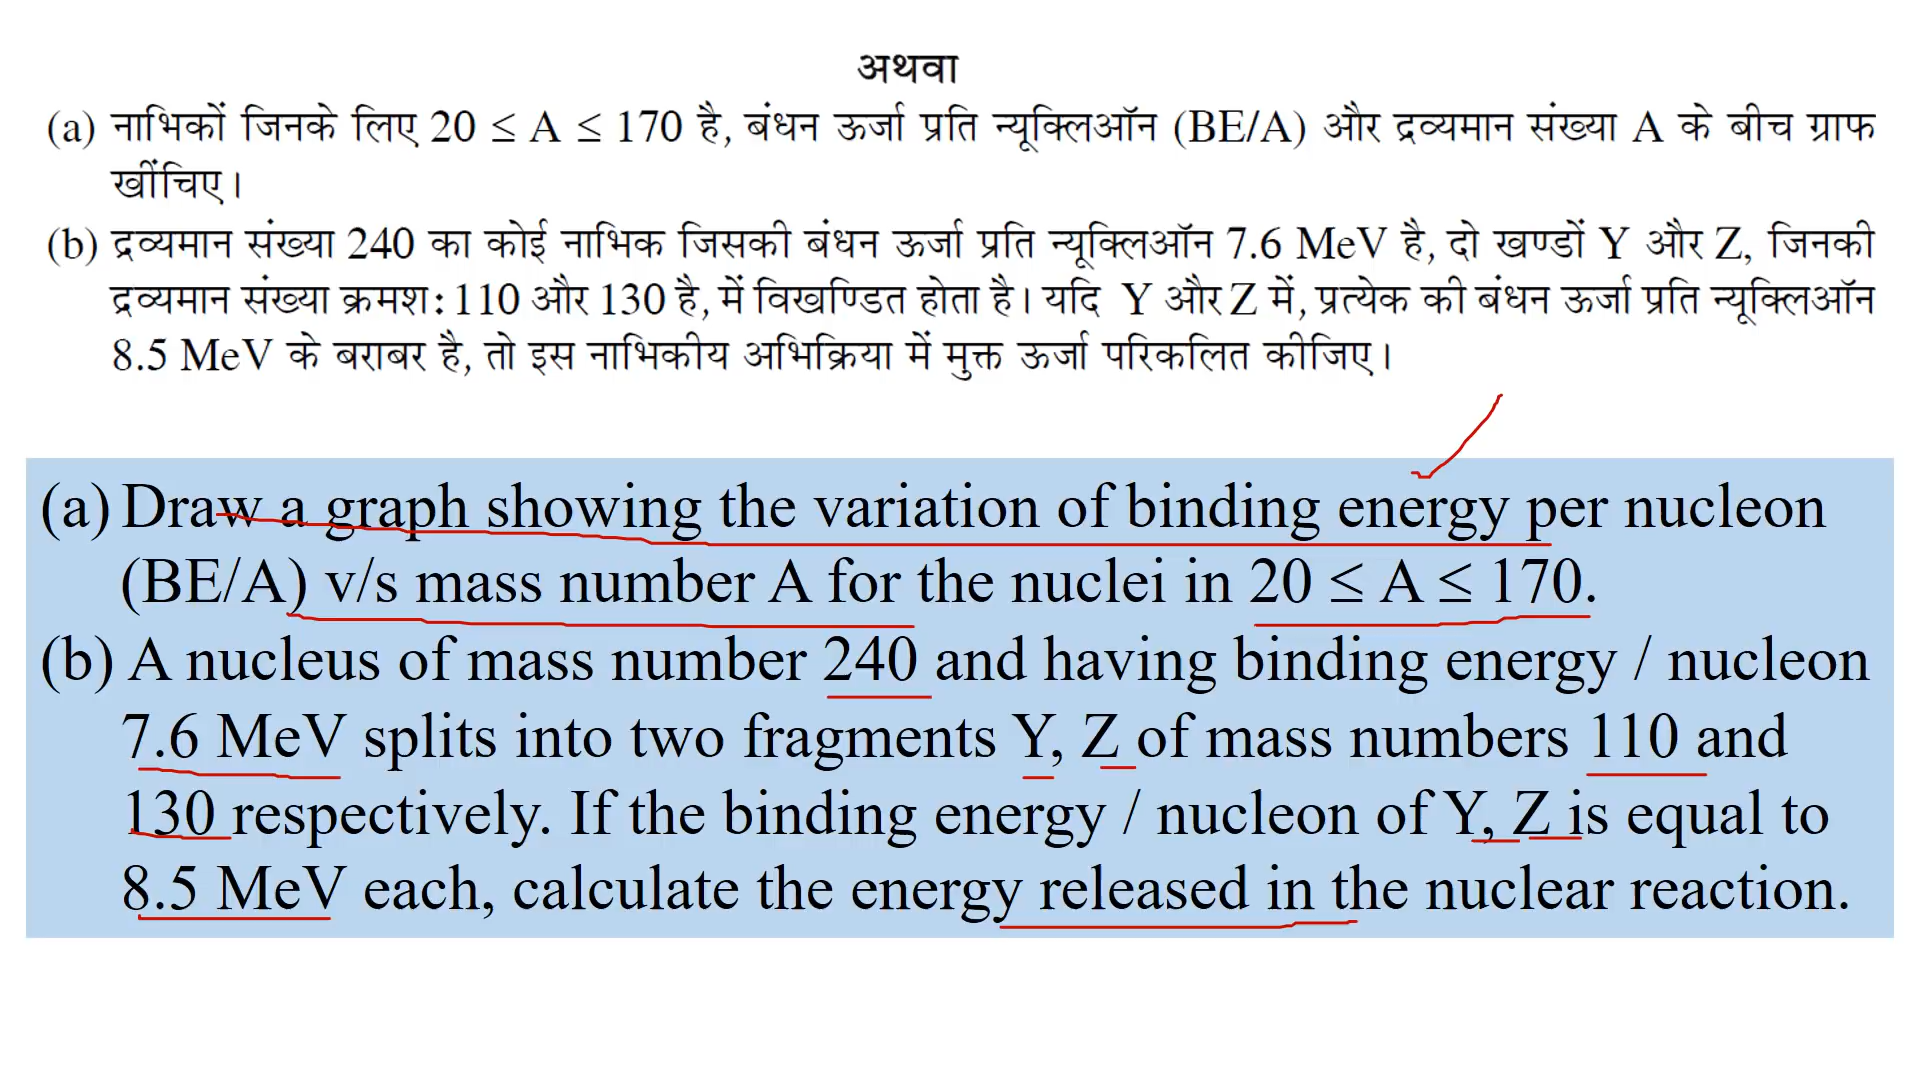 अथवा
(a) नाभिकों जिनके लिए 20 ≤ A ≤ 170 है, बंधन ऊर्जा प्रति न्यूक्लिऑन (BE/A) और द्रव्यमान संख्या A के बीच ग्राफ
खींचिए।
(b) द्रव्यमान संख्या 240 का कोई नाभिक जिसकी बंधन ऊर्जा प्रति न्यूक्लिऑन 7.6 MeV है, दो खण्डों Y और Z, जिनकी
द्रव्यमान संख्या क्रमश: 110 और 130 है, में विखण्डित होता है। यदि Y और Z में, प्रत्येक की बंधन ऊर्जा प्रति न्यूक्लिऑन
8.5 MeV के बराबर है, तो इस नाभिकीय अभिक्रिया में मुक्त ऊर्जा परिकलित कीजिए।
(a) Draw a graph showing the variation of binding energy per nucleon
(BE/A) v/s mass number A for the nuclei in 20 ≤ A ≤ 170.
(b) A nucleus of mass number 240 and having binding energy / nucleon
7.6 MeV splits into two fragments Y, Z of mass numbers 110 and
130 respectively. If the binding energy / nucleon of Y, Z is equal to
8.5 MeV each, calculate the energy released in the nuclear reaction.